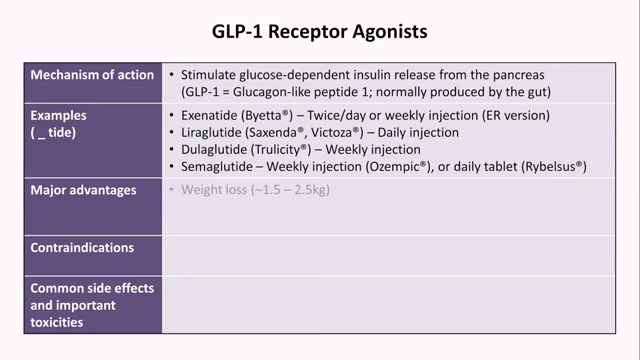 GLP-1 Receptor Agonists
Mechanism of action
• Stimulate glucose-dependent insulin release from the pancreas
(GLP-1 = Glucagon-like peptide 1; normally produced by the gut)
Examples
( _ tide)
• Exenatide (Byetta®) – Twice/day or weekly injection (ER version)
• Liraglutide (Saxenda®, Victoza®) – Daily injection
• Dulaglutide (Trulicity®) – Weekly injection
• Semaglutide – Weekly injection (Ozempic®), or daily tablet (Rybelsus®)
Major advantages
• Weight loss (~1.5 – 2.5kg)
Contraindications
Common side effects
and important
toxicities